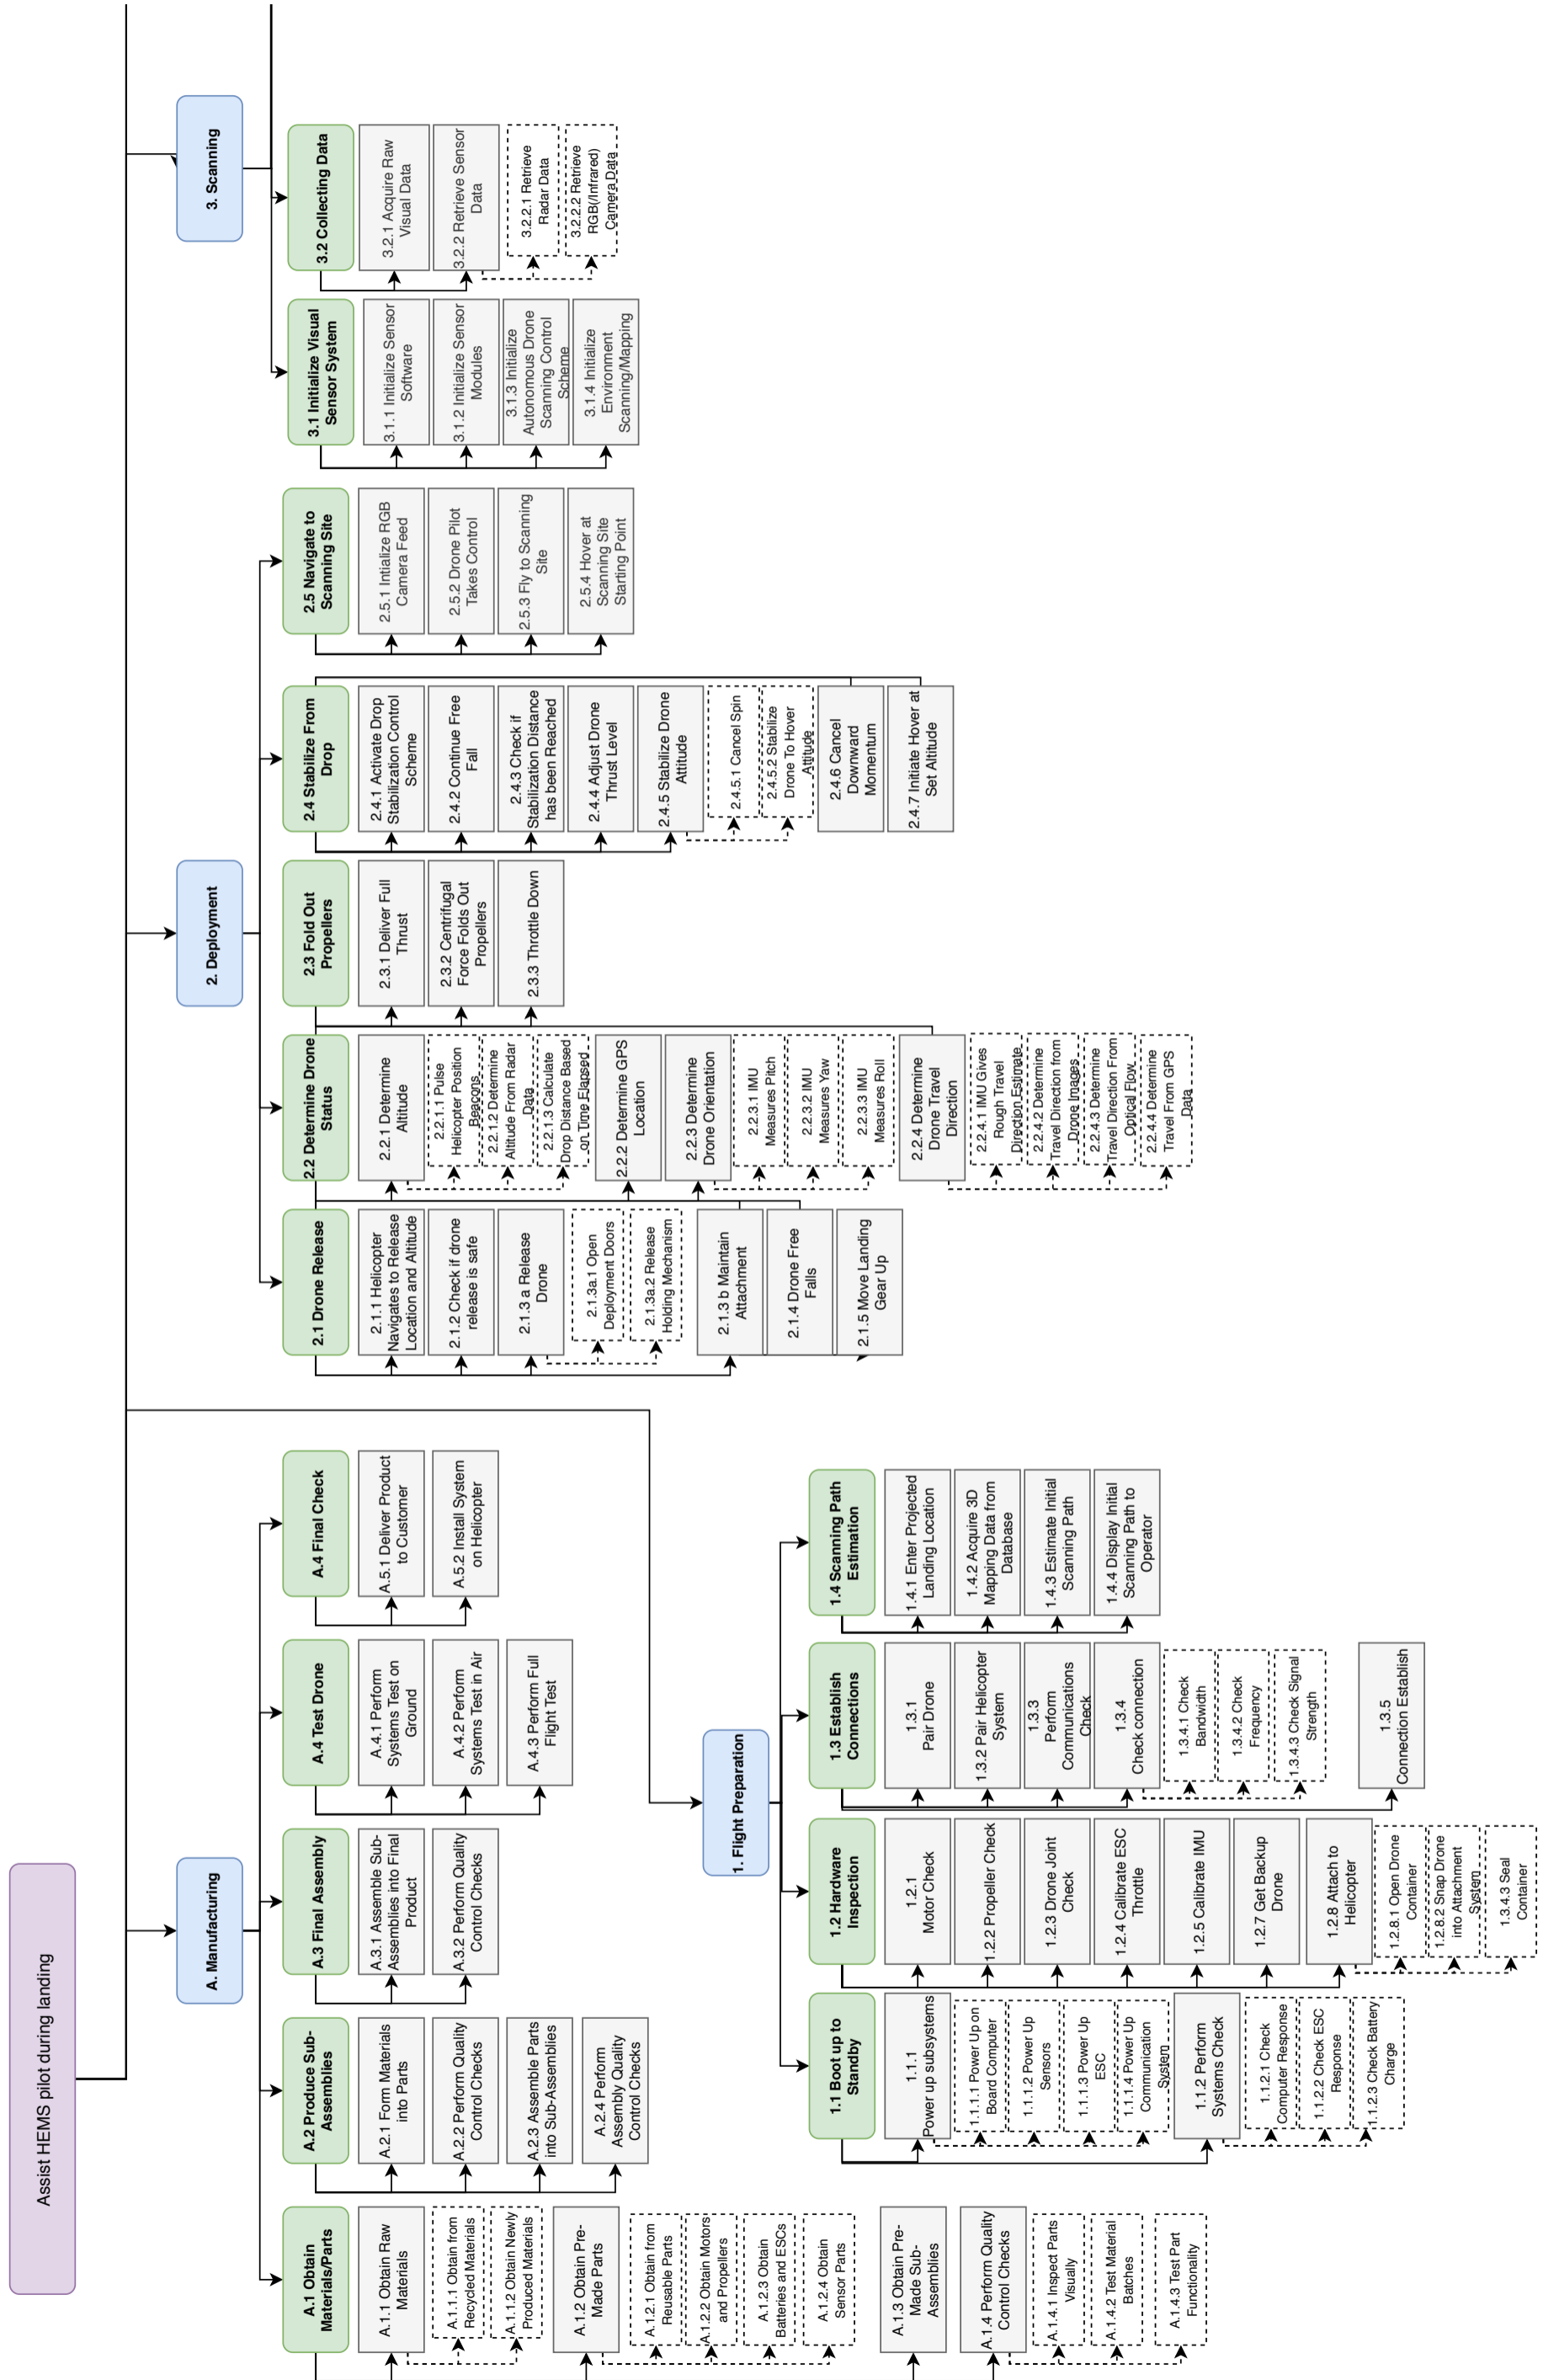 Assist HEMS pilot during landing
A. Manufacturing
A.1 Obtain
Materials/Parts
A.1.1 Obtain Raw
Materials
A.1.1.1 Obtain from
Recycled Materials
A.1.1.2 Obtain Newly
Produced Materials
A.1.2 Obtain Pre-
Made Parts
A.1.2.1 Obtain from
Reusable Parts
A.1.2.2 Obtain Motors
and Propellers
A.1.2.3 Obtain
Batteries and ESCs
A.1.2.4 Obtain
Sensor Parts
A.1.3 Obtain Pre-
Made Sub-
Assemblies
A.1.4 Perform Quality
Control Checks
A.1.4.1 Inspect Parts
Visually
A.1.4.2 Test Material
Batches
A.1.4.3 Test Part
Functionality
A.2 Produce Sub-
Assemblies
A.2.1 Form Materials
into Parts
A.2.2 Perform Quality
Control Checks
A.2.3 Assemble Parts
into Sub-Assemblies
A.2.4 Perform
Assembly Quality
Control Checks
A.3 Final Assembly
A.3.1 Assemble Sub-
Assemblies into Final
Product
A.3.2 Perform Quality
Control Checks
A.4 Test Drone
A.4.1 Perform
Systems Test on
Ground
A.4.2 Perform
Systems Test in Air
A.4.3 Perform Full
Flight Test
A.4 Final Check
A.5.1 Deliver Product
to Customer
A.5.2 Install System
on Helicopter
1. Flight Preparation
1.1 Boot up to
Standby
1.1.1
Power up subsystems
1.1.1.1 Power Up on
Board Computer
1.1.1.2 Power Up
Sensors
1.1.1.3 Power Up
ESC
1.1.1.4 Power Up
Communication
System
1.1.2 Perform
Systems Check
1.1.2.1 Check
Computer Response
1.1.2.2 Check ESC
Response
1.1.2.3 Check Battery
Charge
1.2 Hardware
Inspection
1.2.1
Motor Check
1.2.2 Propeller Check
1.2.3 Drone Joint
Check
1.2.4 Calibrate ESC
Throttle
1.2.5 Calibrate IMU
1.2.7 Get Backup
Drone
1.2.8 Attach to
Helicopter
1.2.8.1 Open Drone
Container
1.2.8.2 Snap Drone
into Attachment
System
1.3.4.3 Seal
Container
1.3 Establish
Connections
1.3.1
Pair Drone
1.3.2 Pair Helicopter
System
1.3.3
Perform
Communications
Check
1.3.4
Check connection
1.3.4.1 Check
Bandwidth
1.3.4.2 Check
Frequency
1.3.4.3 Check Signal
Strength
1.3.5
Connection Establish
1.4 Scanning Path
Estimation
1.4.1 Enter Projected
Landing Location
1.4.2 Acquire 3D
Mapping Data from
Database
1.4.3 Estimate Initial
Scanning Path
1.4.4 Display Initial
Scanning Path to
Operator
2. Deployment
2.1 Drone Release
2.1.1 Helicopter
Navigates to Release
Location and Altitude
2.1.2 Check if drone
release is safe
2.1.3 a Release
Drone
2.1.3a.1 Open
Deployment Doors
2.1.3a.2 Release
Holding Mechanism
2.1.3 b Maintain
Attachment
2.1.4 Drone Free
Falls
2.1.5 Move Landing
Gear Up
2.2 Determine Drone
Status
2.2.1 Determine
Altitude
2.2.1.1 Pulse
Helicopter Position
Beacons
2.2.1.2 Determine
Altitude From Radar
Data
2.2.1.3 Calculate
Drop Distance Based
on Time Elapsed
2.2.2 Determine GPS
Location
2.2.3 Determine
Drone Orientation
2.2.3.1 IMU
Measures Pitch
2.2.3.2 IMU
Measures Yaw
2.2.3.3 IMU
Measures Roll
2.2.4 Determine
Drone Travel
Direction
2.2.4.1 IMU Gives
Rough Travel
Direction Estimate
2.2.4.2 Determine
Travel Direction from
Drone Images
2.2.4.3 Determine
Travel Direction From
Optical Flow
2.2.4.4 Determine
Travel From GPS
Data
2.3 Fold Out
Propellers
2.3.1 Deliver Full
Thrust
2.3.2 Centrifugal
Force Folds Out
Propellers
2.3.3 Throttle Down
2.4 Stabilize From
Drop
2.4.1 Activate Drop
Stabilization Control
Scheme
2.4.2 Continue Free
Fall
2.4.3 Check if
Stabilization Distance
has been Reached
2.4.4 Adjust Drone
Thrust Level
2.4.5 Stabilize Drone
Attitude
2.4.5.1 Cancel Spin
2.4.5.2 Stabilize
Drone To Hover
Attitude
2.4.6 Cancel
Downward
Momentum
2.4.7 Initiate Hover at
Set Altitude
2.5 Navigate to
Scanning Site
2.5.1 Intialize RGB
Camera Feed
2.5.2 Drone Pilot
Takes Control
2.5.3 Fly to Scanning
Site
2.5.4 Hover at
Scanning Site
Starting Point
3. Scanning
3.1 Initialize Visual
Sensor System
3.1.1 Initialize Sensor
Software
3.1.2 Initialize Sensor
Modules
3.1.3 Initialize
Autonomous Drone
Scanning Control
Scheme
3.1.4 Initialize
Environment
Scanning/Mapping
3.2 Collecting Data
3.2.1 Acquire Raw
Visual Data
3.2.2 Retrieve Sensor
Data
3.2.2.1 Retrieve
Radar Data
3.2.2.2 Retrieve
RGB(/Infrared)
Camera Data